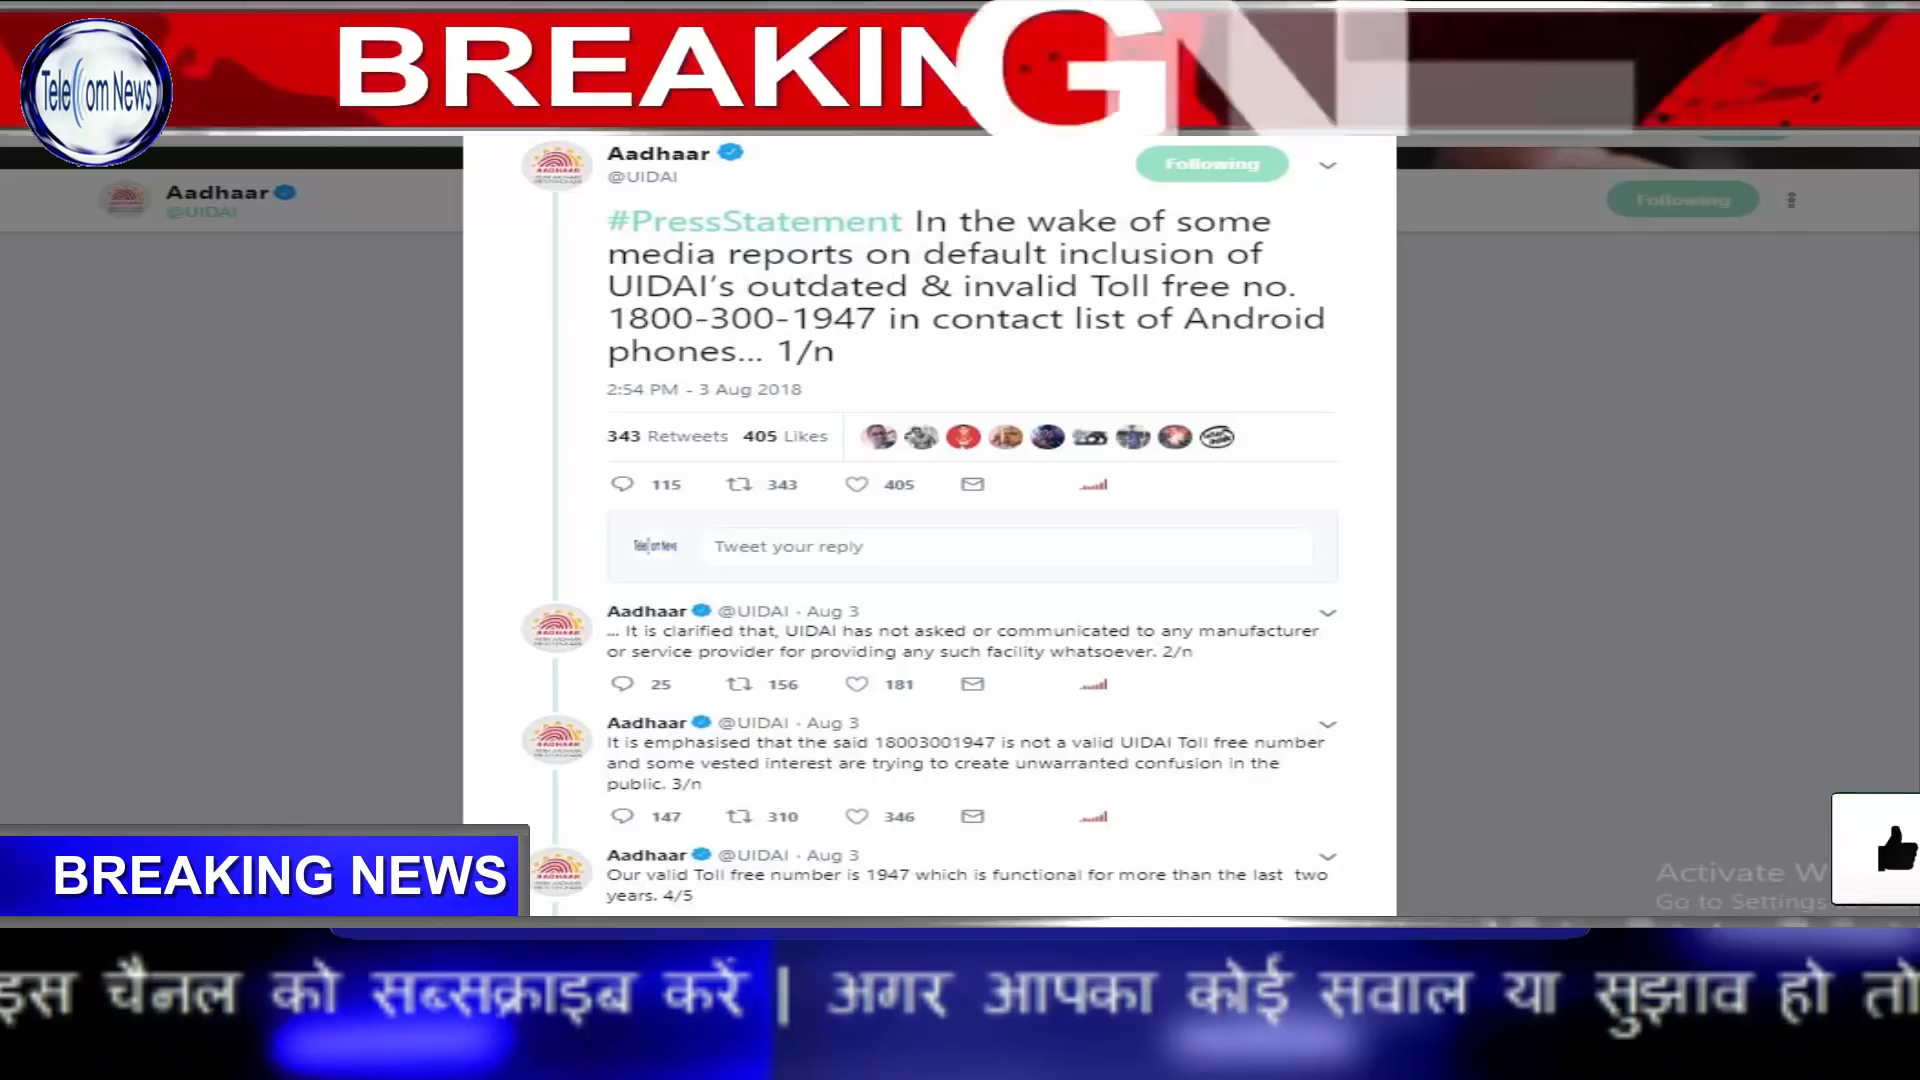 BREAKING N
Telecom News
Aadhaar
@UIDAI
Following
Aadhaar
@UIDAI
Following
#PressStatement In the wake of some
media reports on default inclusion of
UIDAI's outdated & invalid Toll free no.
1800-300-1947 in contact list of Android
phones... 1/n
2:54 PM - 3 Aug 2018
343 Retweets 405 Likes
115 343 405
Tweet your reply
Aadhaar @UIDAI · Aug 3
... It is clarified that, UIDAI has not asked or communicated to any manufacturer
or service provider for providing any such facility whatsoever. 2/n
25 156 181
Aadhaar @UIDAI · Aug 3
It is emphasised that the said 18003001947 is not a valid UIDAI Toll free number
and some vested interest are trying to create unwarranted confusion in the
public. 3/n
147 310 346
Aadhaar @UIDAI · Aug 3
Our valid Toll free number is 1947 which is functional for more than the last two
years. 4/5
BREAKING NEWS
Activate W
Go to Settings
इस चैनल को सब्सक्राइब करें | अगर आपका कोई सवाल या सुझाव हो तो